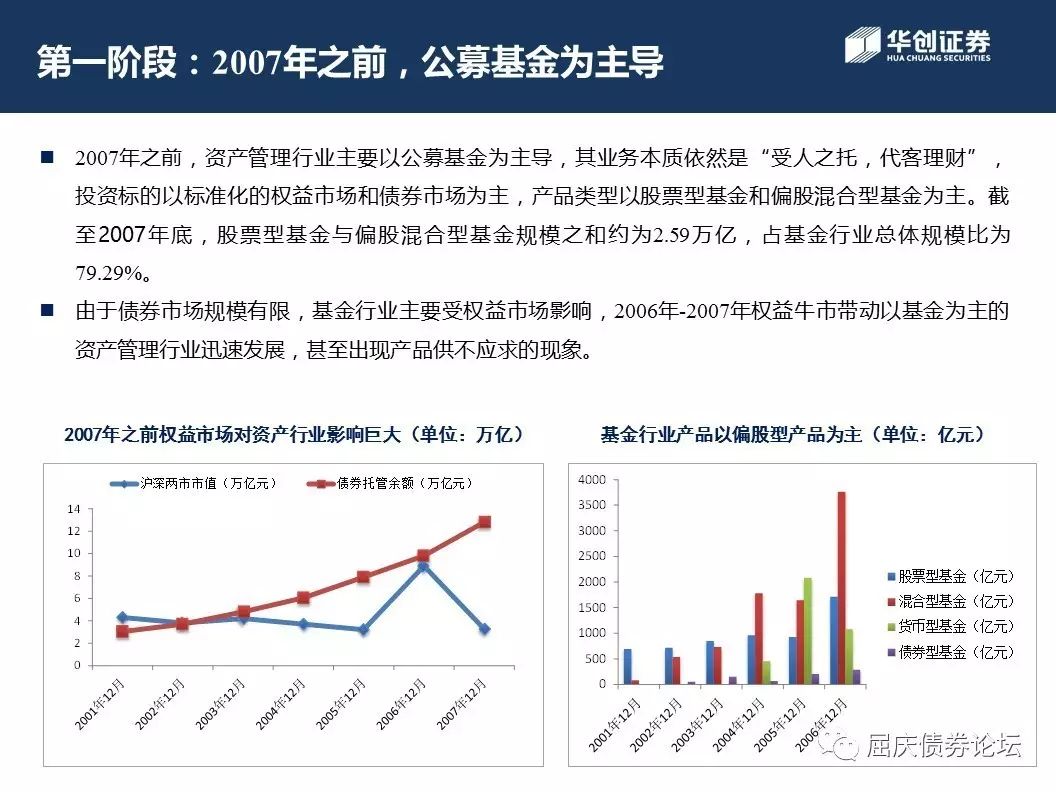 第一阶段：2007年之前，公募基金为主导
华创证券
HUA CHUANG SECURITIES
■ 2007年之前，资产管理行业主要以公募基金为主导，其业务本质依然是“受人之托，代客理财”，
投资标的以标准化的权益市场和债券市场为主，产品类型以股票型基金和偏股混合型基金为主。截
至2007年底，股票型基金与偏股混合型基金规模之和约为2.59万亿，占基金行业总体规模比为
79.29%。
■ 由于债券市场规模有限，基金行业主要受权益市场影响，2006年-2007年权益牛市带动以基金为主的
资产管理行业迅速发展，甚至出现产品供不应求的现象。
2007年之前权益市场对资产行业影响巨大（单位：万亿）
沪深两市市值（万亿元）
债券托管余额（万亿元）
14
12
10
8
6
4
2
0
2001年12月
2002年12月
2003年12月
2004年12月
2005年12月
2006年12月
2007年12月
基金行业产品以偏股型产品为主（单位：亿元）
4000
3500
3000
2500
2000
1500
1000
500
0
2001年12月
2002年12月
2003年12月
2004年12月
2005年12月
2006年12月
股票型基金（亿元）
混合型基金（亿元）
货币型基金（亿元）
债券型基金（亿元）
屈庆债券论坛